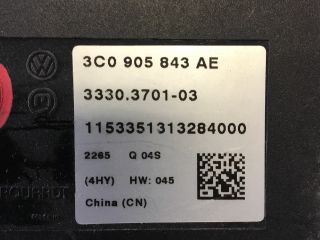 3C0 905 843 AE
3330.3701-03
1153351313284000
2265 Q 04S
(4HY) HW: 045
China (CN)